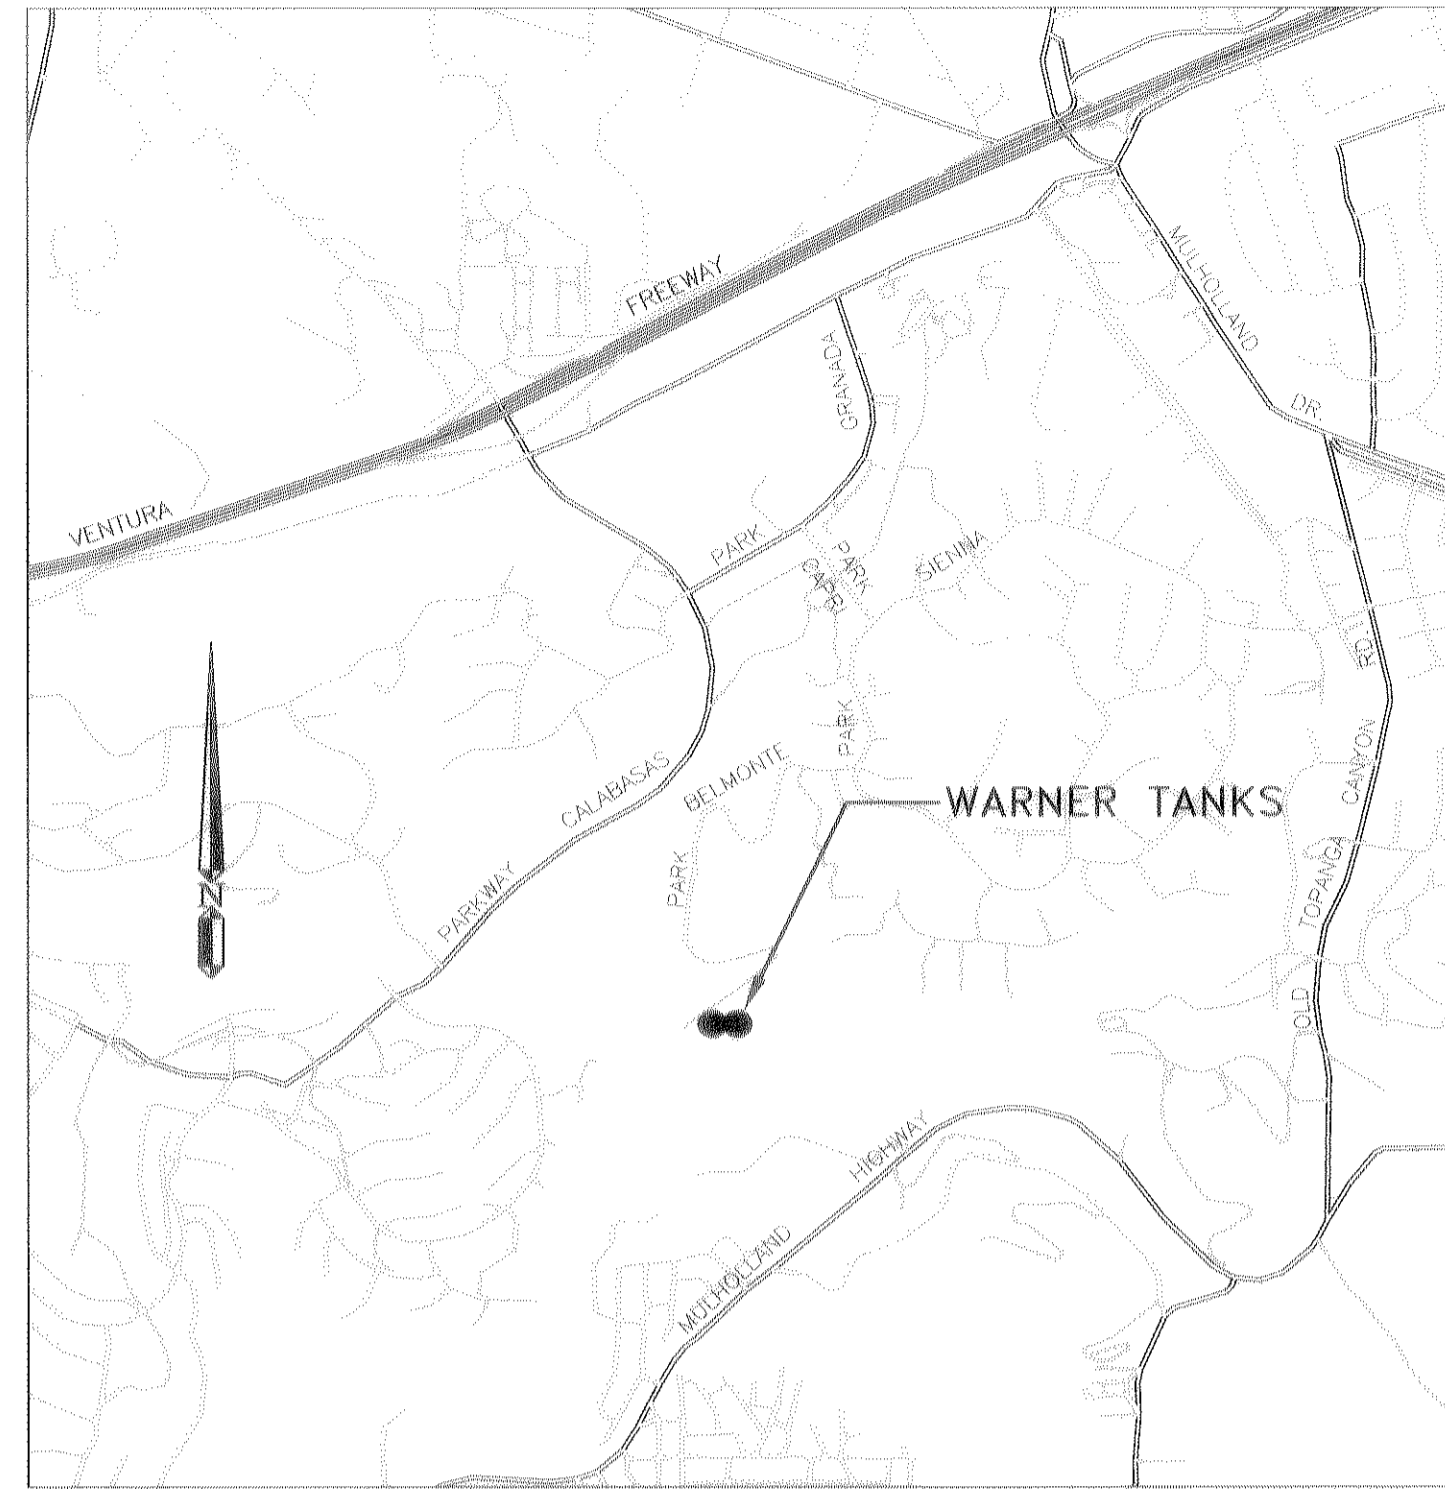 MULHOLLAND
DR
FREEWAY
GRANADA
PARK
VENTURA
PARK
CAPRI
SIENNA
PARK
BELMONTE
PARK
CALABASAS
PARKWAY
WARNER TANKS
OLD TOPANGA CANYON RD
N
MULHOLLAND HIGHWAY